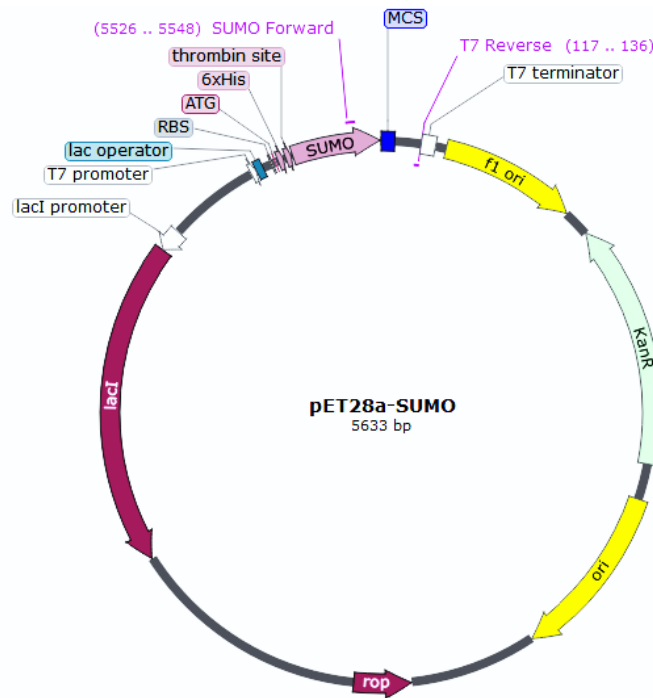 (5526 .. 5548) SUMO Forward
MCS
T7 Reverse (117 .. 136)
thrombin site
T7 terminator
6xHis
ATG
RBS
lac operator
T7 promoter
lacI promoter
SUMO
f1 ori
KanR
lacI
pET28a-SUMO
5633 bp
ori
rop